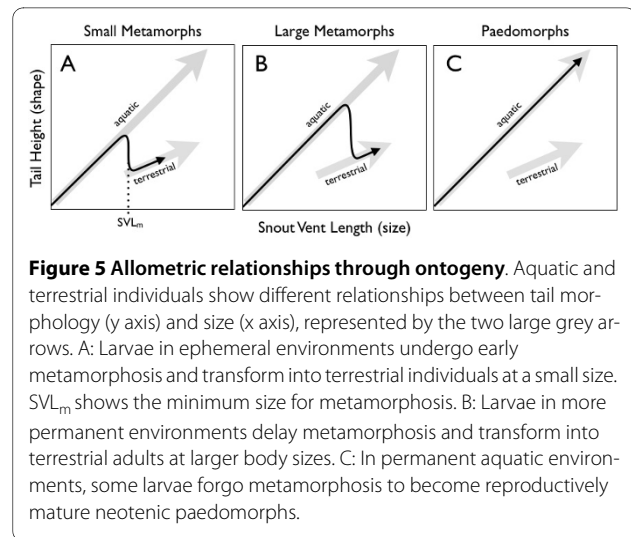 Small Metamorphs
Large Metamorphs
Paedomorphs
Tail Height (shape)
A
aquatic
terrestrial
SVLm
B
aquatic
terrestrial
C
aquatic
terrestrial
Snout Vent Length (size)
Figure 5 Allometric relationships through ontogeny. Aquatic and
terrestrial individuals show different relationships between tail mor-
phology (y axis) and size (x axis), represented by the two large grey ar-
rows. A: Larvae in ephemeral environments undergo early
metamorphosis and transform into terrestrial individuals at a small size.
SVLm shows the minimum size for metamorphosis. B: Larvae in more
permanent environments delay metamorphosis and transform into
terrestrial adults at larger body sizes. C: In permanent aquatic environ-
ments, some larvae forgo metamorphosis to become reproductively
mature neotenic paedomorphs.